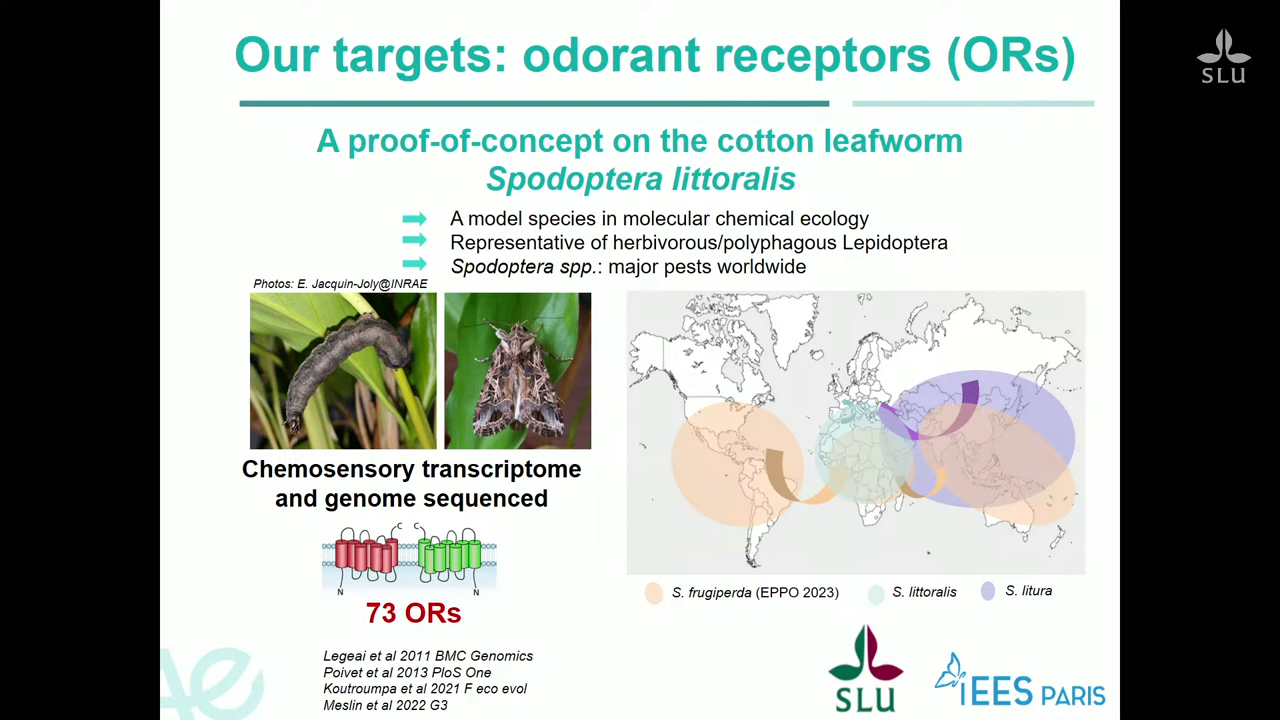 Our targets: odorant receptors (ORs)
SLU
A proof-of-concept on the cotton leafworm
Spodoptera littoralis
A model species in molecular chemical ecology
Representative of herbivorous/polyphagous Lepidoptera
Spodoptera spp.: major pests worldwide
Photos: E. Jacquin-Joly@INRAE
Chemosensory transcriptome
and genome sequenced
C C
N N
73 ORs
S. frugiperda (EPPO 2023)
S. littoralis
S. litura
Legeai et al 2011 BMC Genomics
Poivet et al 2013 PloS One
Koutroumpa et al 2021 F eco evol
Meslin et al 2022 G3
SLU
iEES PARIS